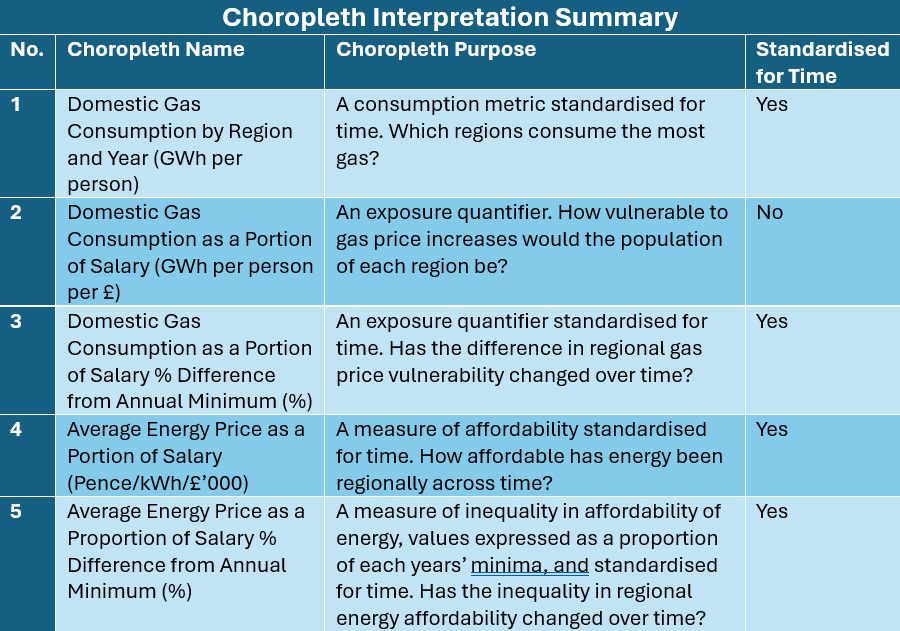 Choropleth Interpretation Summary
No.
Choropleth Name
Choropleth Purpose
Standardised
for Time
1
Domestic Gas
Consumption by Region
and Year (GWh per
person)
A consumption metric standardised for
time. Which regions consume the most
gas?
Yes
2
Domestic Gas
Consumption as a Portion
of Salary (GWh per person
per £)
An exposure quantifier. How vulnerable to
gas price increases would the population
of each region be?
No
3
Domestic Gas
Consumption as a Portion
of Salary % Difference
from Annual Minimum (%)
An exposure quantifier standardised for
time. Has the difference in regional gas
price vulnerability changed over time?
Yes
4
Average Energy Price as a
Portion of Salary
(Pence/kWh/£’000)
A measure of affordability standardised
for time. How affordable has energy been
regionally across time?
Yes
5
Average Energy Price as a
Proportion of Salary %
Difference from Annual
Minimum (%)
A measure of inequality in affordability of
energy, values expressed as a proportion
of each years’ minima, and standardised
for time. Has the inequality in regional
energy affordability changed over time?
Yes